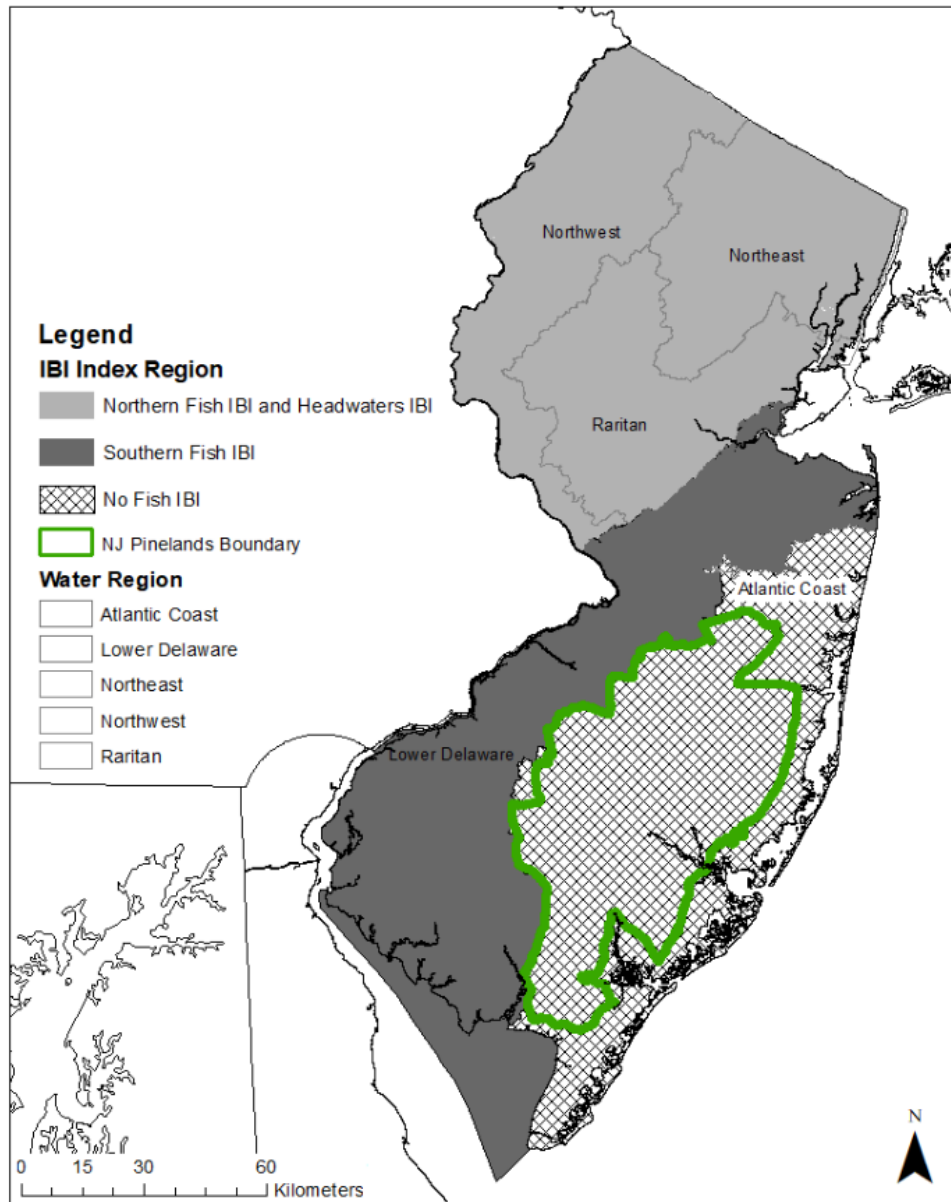 Northwest
Northeast
Legend
IBI Index Region
Northern Fish IBI and Headwaters IBI
Raritan
Southern Fish IBI
No Fish IBI
NJ Pinelands Boundary
Water Region
Atlantic Coast
Atlantic Coast
Lower Delaware
Northeast
Northwest
Raritan
Lower Delaware
N
0 15 30 60
Kilometers